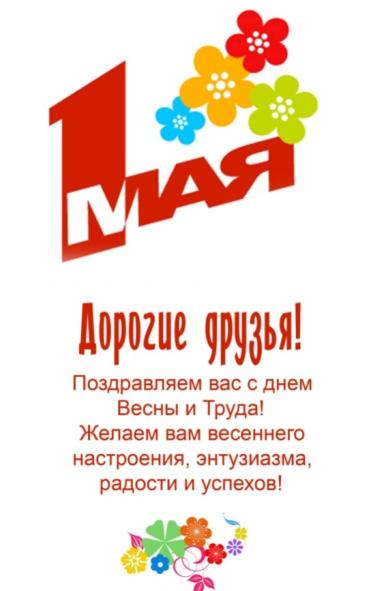 1
МАЯ
Дорогие друзья!
Поздравляем вас с днем
Весны и Труда!
Желаем вам весеннего
настроения, энтузиазма,
радости и успехов!